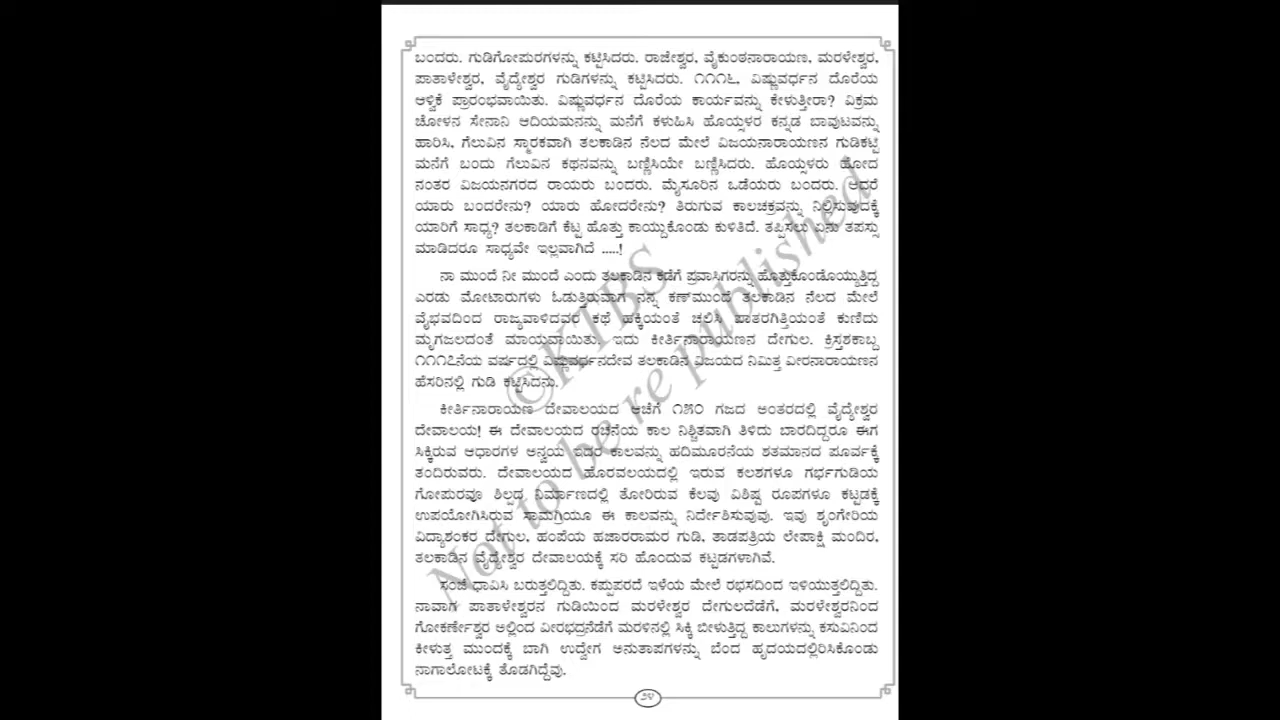 ಬಂದರು. ಗುಡಿಗೋಪುರಗಳನ್ನು ಕಟ್ಟಿಸಿದರು. ರಾಜೇಶ್ವರ, ವೈಕುಂಠನಾರಾಯಣ, ಮರಳೇಶ್ವರ,
ಪಾತಾಳೇಶ್ವರ, ವೈದ್ಯೇಶ್ವರ ಗುಡಿಗಳನ್ನು ಕಟ್ಟಿಸಿದರು. ೧೧೧೬, ವಿಷ್ಣುವರ್ಧನ ದೊರೆಯ
ಆಳ್ವಿಕೆ ಪ್ರಾರಂಭವಾಯಿತು. ವಿಷ್ಣುವರ್ಧನ ದೊರೆಯ ಕಾರ್ಯವನ್ನು ಕೇಳುತ್ತೀರಾ? ವಿಕ್ರಮ
ಚೋಳನ ಸೇನಾನಿ ಆದಿಯಮನನ್ನು ಮನೆಗೆ ಕಳುಹಿಸಿ ಹೊಯ್ಸಳರ ಕನ್ನಡ ಬಾವುಟವನ್ನು
ಹಾರಿಸಿ, ಗೆಲುವಿನ ಸ್ಮಾರಕವಾಗಿ ತಲಕಾಡಿನ ನೆಲದ ಮೇಲೆ ವಿಜಯನಾರಾಯಣನ ಗುಡಿಕಟ್ಟಿ
ಮನೆಗೆ ಬಂದು ಗೆಲುವಿನ ಕಥನವನ್ನು ಬಣ್ಣಿಸಿಯೇ ಬಣ್ಣಿಸಿದರು. ಹೊಯ್ಸಳರು ಹೋದ
ನಂತರ ವಿಜಯನಗರದ ರಾಯರು ಬಂದರು. ಮೈಸೂರಿನ ಒಡೆಯರು ಬಂದರು. ಆದರೆ
ಯಾರು ಬಂದರೇನು? ಯಾರು ಹೋದರೇನು? ತಿರುಗುವ ಕಾಲಚಕ್ರವನ್ನು ನಿಲ್ಲಿಸುವುದಕ್ಕೆ
ಯಾರಿಗೆ ಸಾಧ್ಯ? ತಲಕಾಡಿಗೆ ಕೆಟ್ಟ ಹೊತ್ತು ಕಾಯ್ದುಕೊಂಡು ಕುಳಿತಿದೆ. ತಪ್ಪಿಸಲು ಏನು ತಪಸ್ಸು
ಮಾಡಿದರೂ ಸಾಧ್ಯವೇ ಇಲ್ಲವಾಗಿದೆ .....!
ನಾ ಮುಂದೆ ನೀ ಮುಂದೆ ಎಂದು ತಲಕಾಡಿನ ಕಡೆಗೆ ಪ್ರವಾಸಿಗರನ್ನು ಹೊತ್ತುಕೊಂಡೊಯ್ಯುತ್ತಿದ್ದ
ಎರಡು ಮೋಟಾರುಗಳು ಓಡುತ್ತಿರುವಾಗ ನನ್ನ ಕಣ್‌ಮುಂದೆ ತಲಕಾಡಿನ ನೆಲದ ಮೇಲೆ
ವೈಭವದಿಂದ ರಾಜ್ಯವಾಳಿದವರ ಕಥೆ ಹಕ್ಕಿಯಂತೆ ಚಲಿಸಿ ಪಾತರಗಿತ್ತಿಯಂತೆ ಕುಣಿದು
ಮೃಗಜಲದಂತೆ ಮಾಯವಾಯಿತು. ಇದು ಕೀರ್ತಿನಾರಾಯಣನ ದೇಗುಲ. ಕ್ರಿಸ್ತಶಕಾಬ್ದ
೧೧೧೭ನೆಯ ವರ್ಷದಲ್ಲಿ ವಿಷ್ಣುವರ್ಧನದೇವ ತಲಕಾಡಿನ ವಿಜಯದ ನಿಮಿತ್ತ ವೀರನಾರಾಯಣನ
ಹೆಸರಿನಲ್ಲಿ ಗುಡಿ ಕಟ್ಟಿಸಿದನು.
ಕೀರ್ತಿನಾರಾಯಣ ದೇವಾಲಯದ ಆಚೆಗೆ ೧೫೦ ಗಜದ ಅಂತರದಲ್ಲಿ ವೈದ್ಯೇಶ್ವರ
ದೇವಾಲಯ! ಈ ದೇವಾಲಯದ ರಚನೆಯ ಕಾಲ ನಿಶ್ಚಿತವಾಗಿ ತಿಳಿದು ಬಾರದಿದ್ದರೂ ಈಗ
ಸಿಕ್ಕಿರುವ ಆಧಾರಗಳ ಅನ್ವಯ ಇದರ ಕಾಲವನ್ನು ಹದಿಮೂರನೆಯ ಶತಮಾನದ ಪೂರ್ವಕ್ಕೆ
ತಂದಿರುವರು. ದೇವಾಲಯದ ಹೊರವಲಯದಲ್ಲಿ ಇರುವ ಕಲಶಗಳೂ ಗರ್ಭಗುಡಿಯ
ಗೋಪುರವೂ ಶಿಲ್ಪದ ನಿರ್ಮಾಣದಲ್ಲಿ ತೋರಿರುವ ಕೆಲವು ವಿಶಿಷ್ಟ ರೂಪಗಳೂ ಕಟ್ಟಡಕ್ಕೆ
ಉಪಯೋಗಿಸಿರುವ ಸಾಮಗ್ರಿಯೂ ಈ ಕಾಲವನ್ನು ನಿರ್ದೇಶಿಸುವುವು. ಇವು ಶೃಂಗೇರಿಯ
ವಿದ್ಯಾಶಂಕರ ದೇಗುಲ, ಹಂಪೆಯ ಹಜಾರರಾಮರ ಗುಡಿ, ತಾಡಪತ್ರಿಯ ಲೇಪಾಕ್ಷಿ ಮಂದಿರ,
ತಲಕಾಡಿನ ವೈದ್ಯೇಶ್ವರ ದೇವಾಲಯಕ್ಕೆ ಸರಿ ಹೊಂದುವ ಕಟ್ಟಡಗಳಾಗಿವೆ.
ಸಂಜೆ ಧಾವಿಸಿ ಬರುತ್ತಲಿದ್ದಿತು. ಕಪ್ಪುಪರದೆ ಇಳೆಯ ಮೇಲೆ ರಭಸದಿಂದ ಇಳಿಯುತ್ತಲಿದ್ದಿತು.
ನಾವಾಗ ಪಾತಾಳೇಶ್ವರನ ಗುಡಿಯಿಂದ ಮರಳೇಶ್ವರ ದೇಗುಲದೆಡೆಗೆ, ಮರಳೇಶ್ವರನಿಂದ
ಗೋಕರ್ಣೇಶ್ವರ ಅಲ್ಲಿಂದ ವೀರಭದ್ರನೆಡೆಗೆ ಮರಳಿನಲ್ಲಿ ಸಿಕ್ಕಿ ಬೀಳುತ್ತಿದ್ದ ಕಾಲುಗಳನ್ನು ಕಸುವಿನಿಂದ
ಕೀಳುತ್ತ ಮುಂದಕ್ಕೆ ಬಾಗಿ ಉದ್ವೇಗ ಅನುತಾಪಗಳನ್ನು ಬೆಂದ ಹೃದಯದಲ್ಲಿರಿಸಿಕೊಂಡು
ನಾಗಾಲೋಟಕ್ಕೆ ತೊಡಗಿದ್ದೆವು.
೨೪
©KTBS
Not to be re published